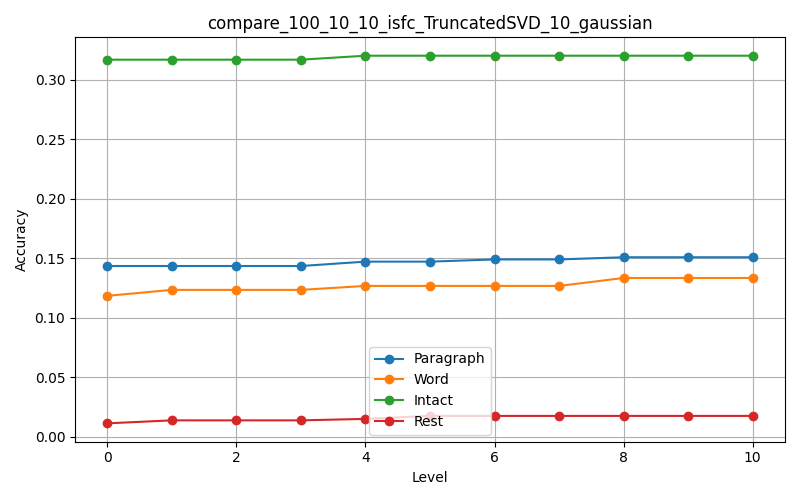 compare_100_10_10_isfc_TruncatedSVD_10_gaussian
Accuracy
0.30
0.25
0.20
0.15
0.10
0.05
0.00
Paragraph
Word
Intact
Rest
0 2 4 6 8 10
Level